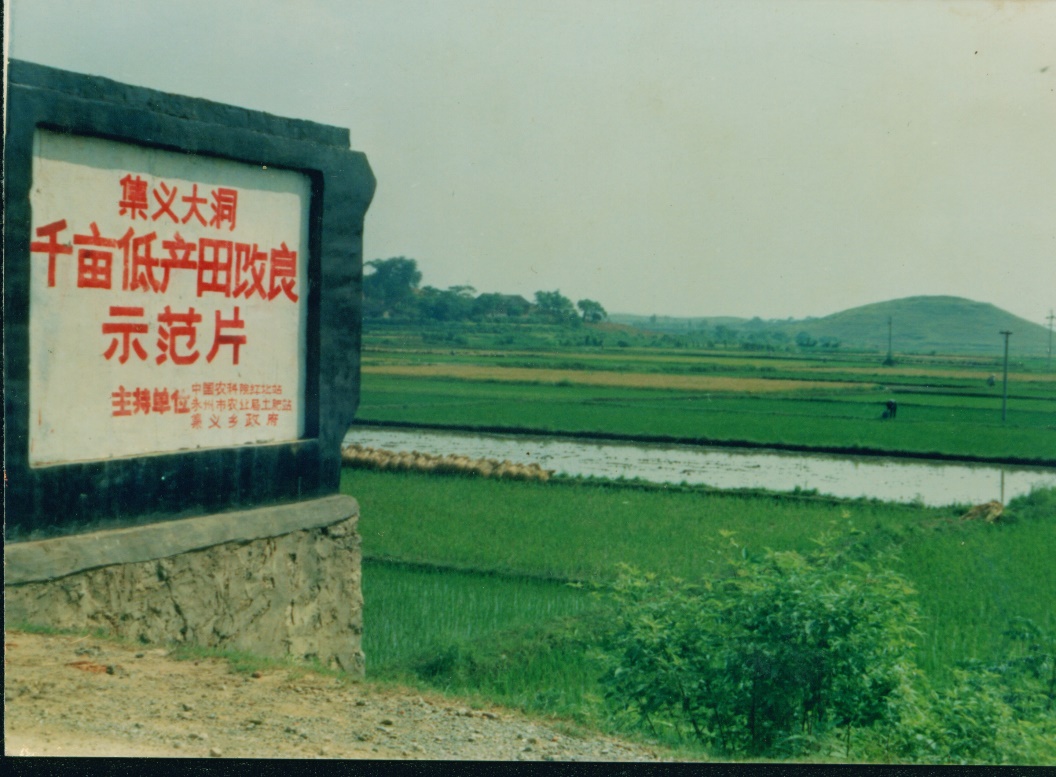 集义大洞
千亩低产田改良
示范片
主持单位
中国农科院红壮站
永州市农业局土肥站
集义乡政府